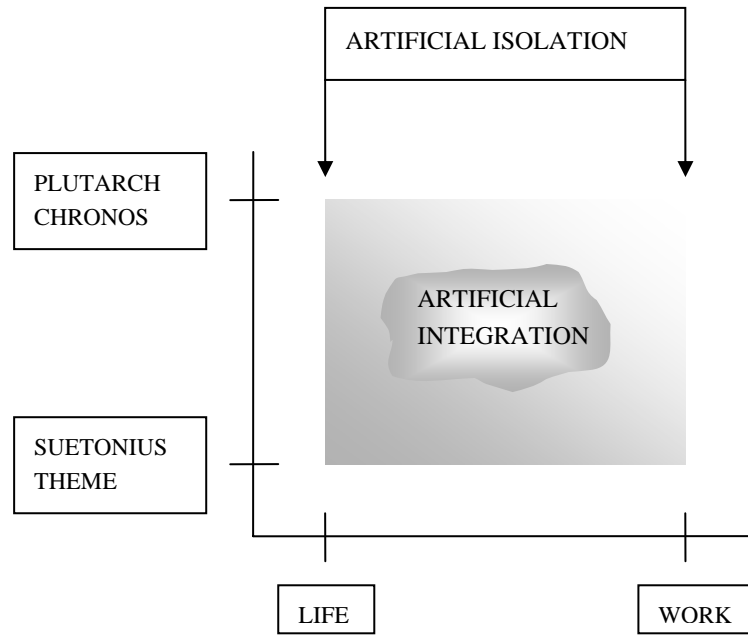 ARTIFICIAL ISOLATION
PLUTARCH
CHRONOS
ARTIFICIAL
INTEGRATION
SUETONIUS
THEME
LIFE
WORK